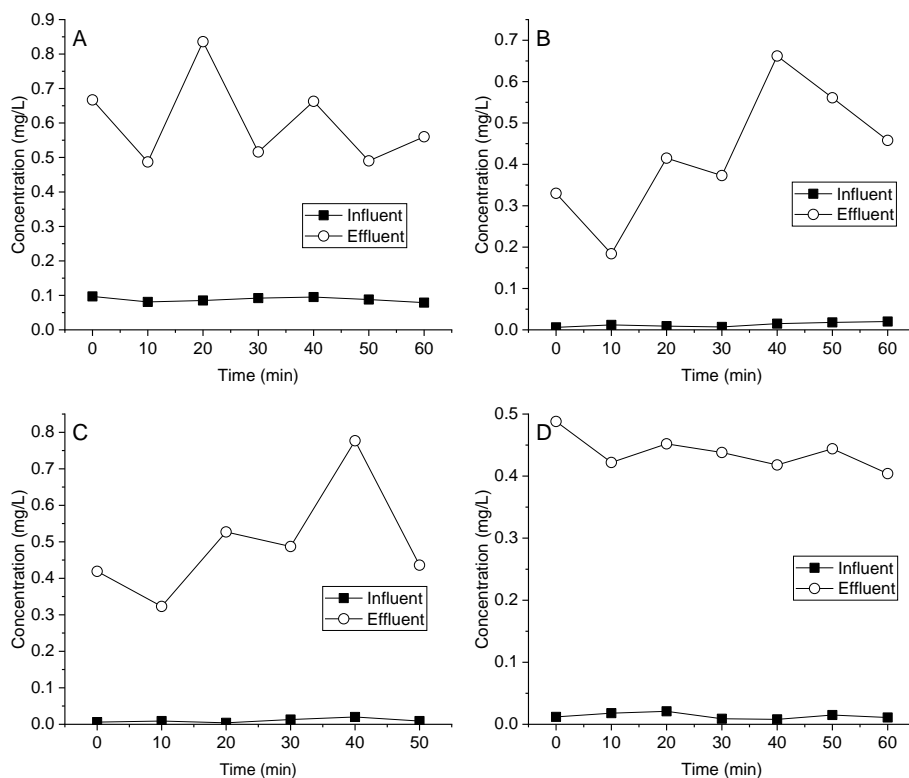 A
Concentration (mg/L)
0.9
0.8
0.7
0.6
0.5
0.4
0.3
0.2
0.1
0.0
Influent
Effluent
0 10 20 30 40 50 60
Time (min)
B
Concentration (mg/L)
0.7
0.6
0.5
0.4
0.3
0.2
0.1
0.0
Influent
Effluent
0 10 20 30 40 50 60
Time (min)
C
Concentration (mg/L)
0.8
0.7
0.6
0.5
0.4
0.3
0.2
0.1
0.0
Influent
Effluent
0 10 20 30 40 50
Time (min)
D
Concentration (mg/L)
0.5
0.4
0.3
0.2
0.1
0.0
Influent
Effluent
0 10 20 30 40 50 60
Time (min)